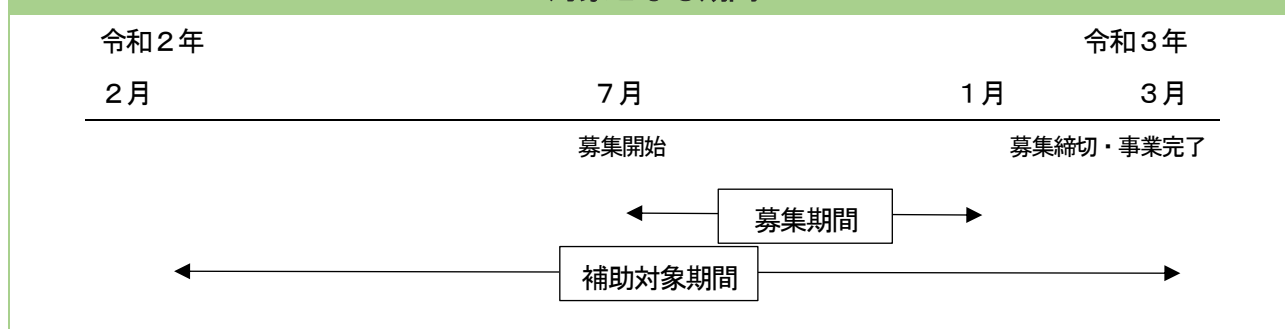 令和２年 令和３年
２月 ７月 １月 ３月
募集開始 募集締切・事業完了
募集期間
補助対象期間